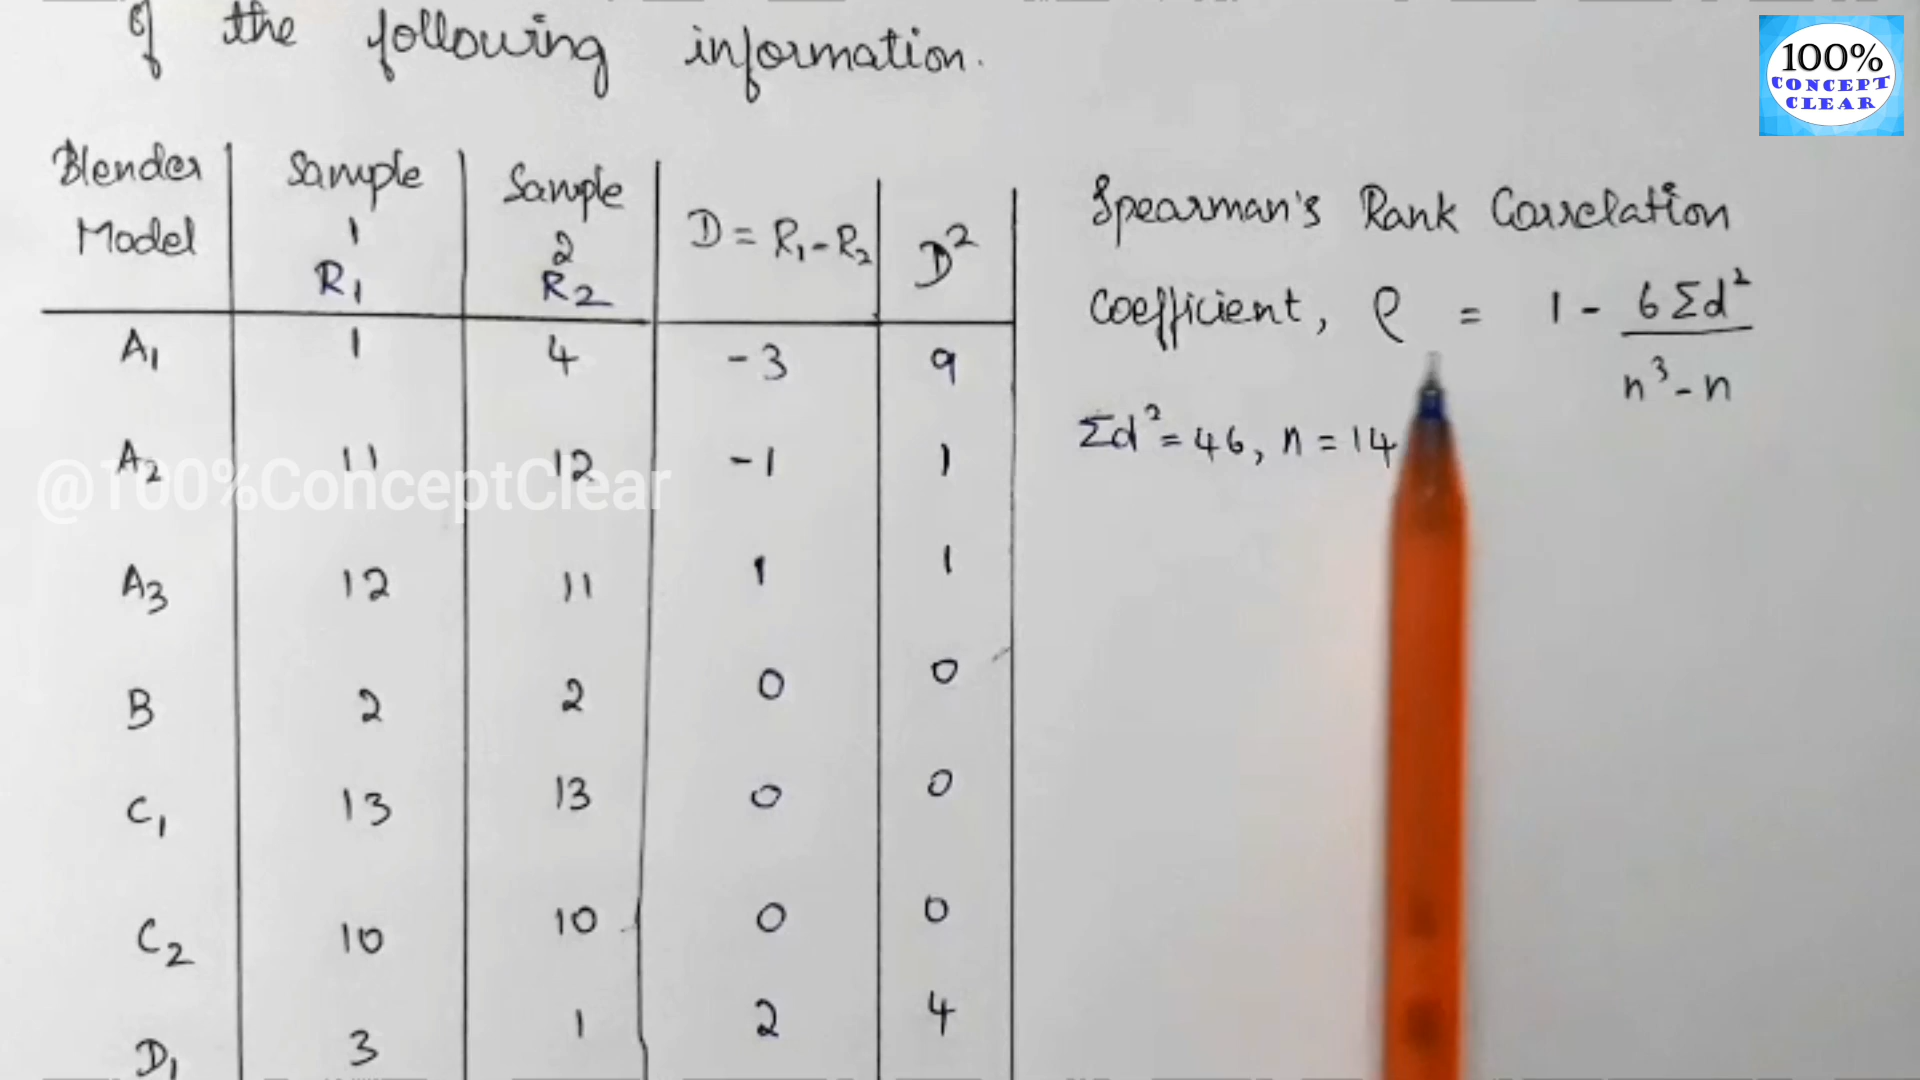 of the following information.
100%
CONCEPT
CLEAR
Blender Model | Sample 1 R₁ | Sample 2 R₂ | D = R₁-R₂ | D²
A₁ | 1 | 4 | -3 | 9
A₂ | 11 | 12 | -1 | 1
A₃ | 12 | 11 | 1 | 1
B | 2 | 2 | 0 | 0
C₁ | 13 | 13 | 0 | 0
C₂ | 10 | 10 | 0 | 0
D₁ | 3 | 1 | 2 | 4
@100%ConceptClear
Spearman's Rank Correlation
Coefficient, ρ = 1 - 6Σd² / n³-n
Σd² = 46, n = 14